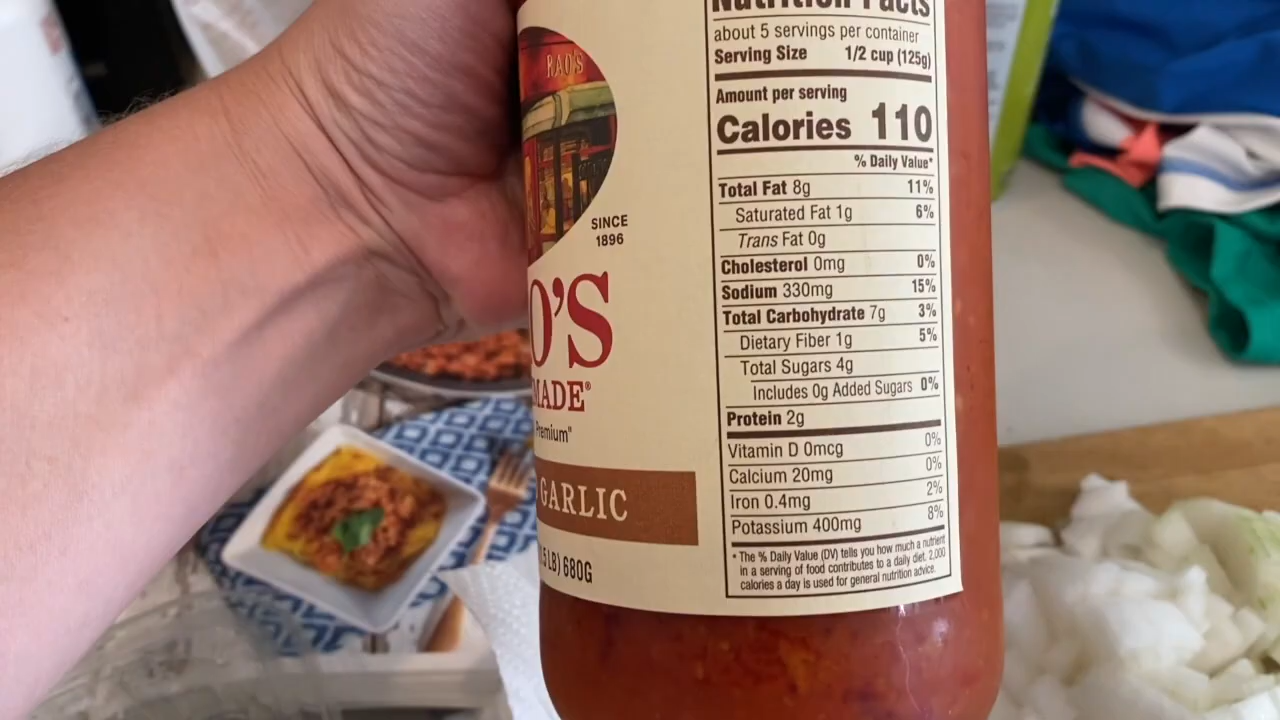 RAO'S
SINCE
1896
O'S
MADE®
Premium"
GARLIC
.5 LB) 680G
Nutrition Facts
about 5 servings per container
Serving Size 1/2 cup (125g)
Amount per serving
Calories 110
% Daily Value*
Total Fat 8g 11%
Saturated Fat 1g 6%
Trans Fat 0g
Cholesterol 0mg 0%
Sodium 330mg 15%
Total Carbohydrate 7g 3%
Dietary Fiber 1g 5%
Total Sugars 4g
Includes 0g Added Sugars 0%
Protein 2g
Vitamin D 0mcg 0%
Calcium 20mg 0%
Iron 0.4mg 2%
Potassium 400mg 8%
* The % Daily Value (DV) tells you how much a nutrient
in a serving of food contributes to a daily diet. 2,000
calories a day is used for general nutrition advice.